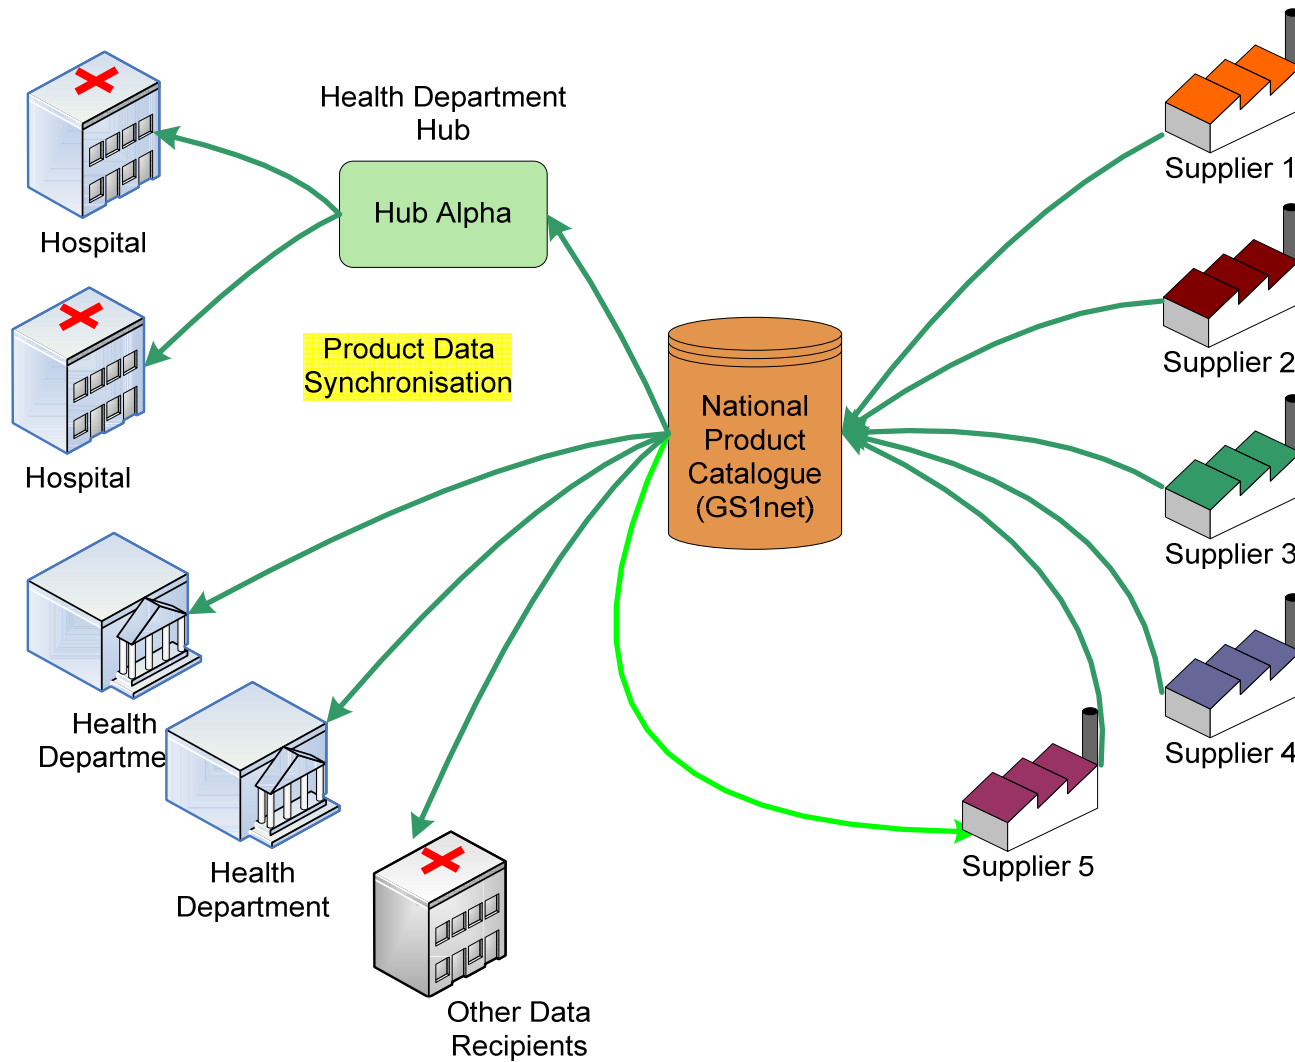 Health Department
Hub
Hub Alpha
Hospital
Hospital
Product Data
Synchronisation
National
Product
Catalogue
(GS1net)
Supplier 1
Supplier 2
Supplier 3
Supplier 4
Supplier 5
Health
Departme
Health
Department
Other Data
Recipients